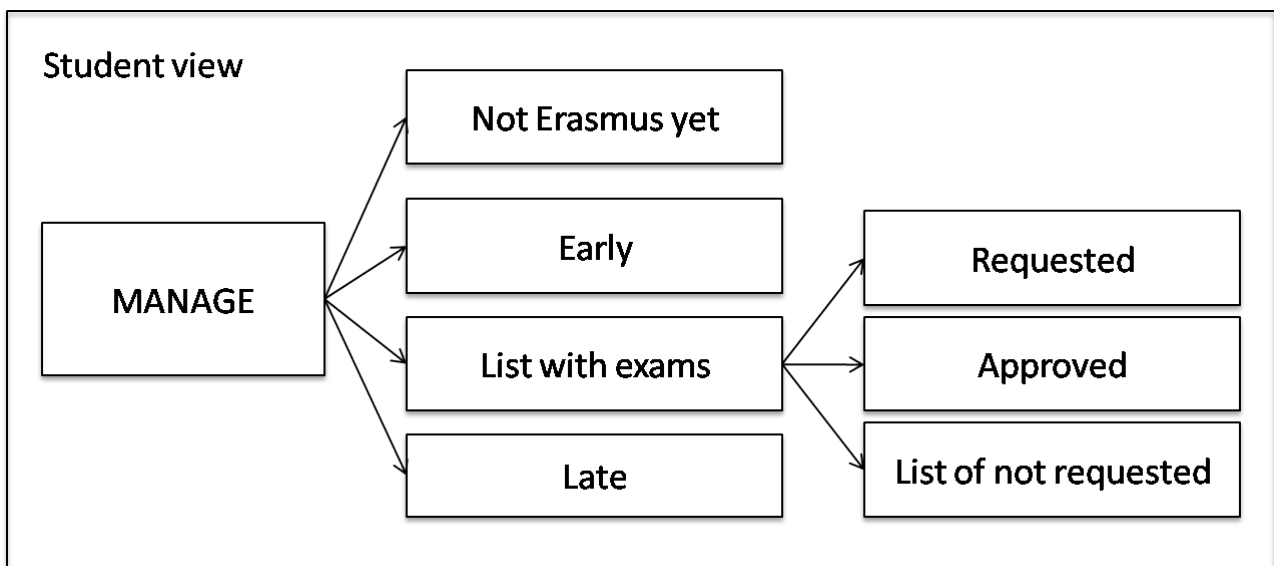 Student view
Not Erasmus yet
Early
MANAGE
List with exams
Late
Requested
Approved
List of not requested